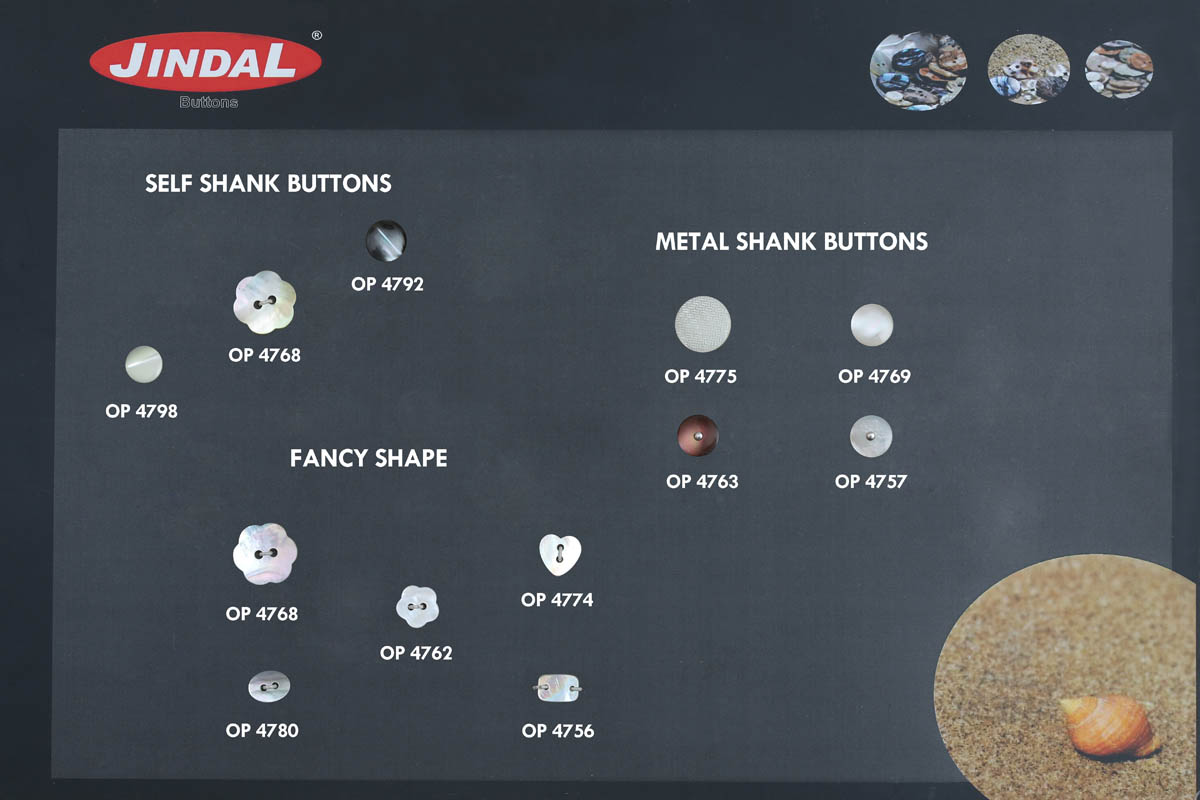 JINDAL ®
Buttons
SELF SHANK BUTTONS
OP 4792
OP 4768
OP 4798
METAL SHANK BUTTONS
OP 4775
OP 4769
OP 4763
OP 4757
FANCY SHAPE
OP 4768
OP 4774
OP 4762
OP 4780
OP 4756